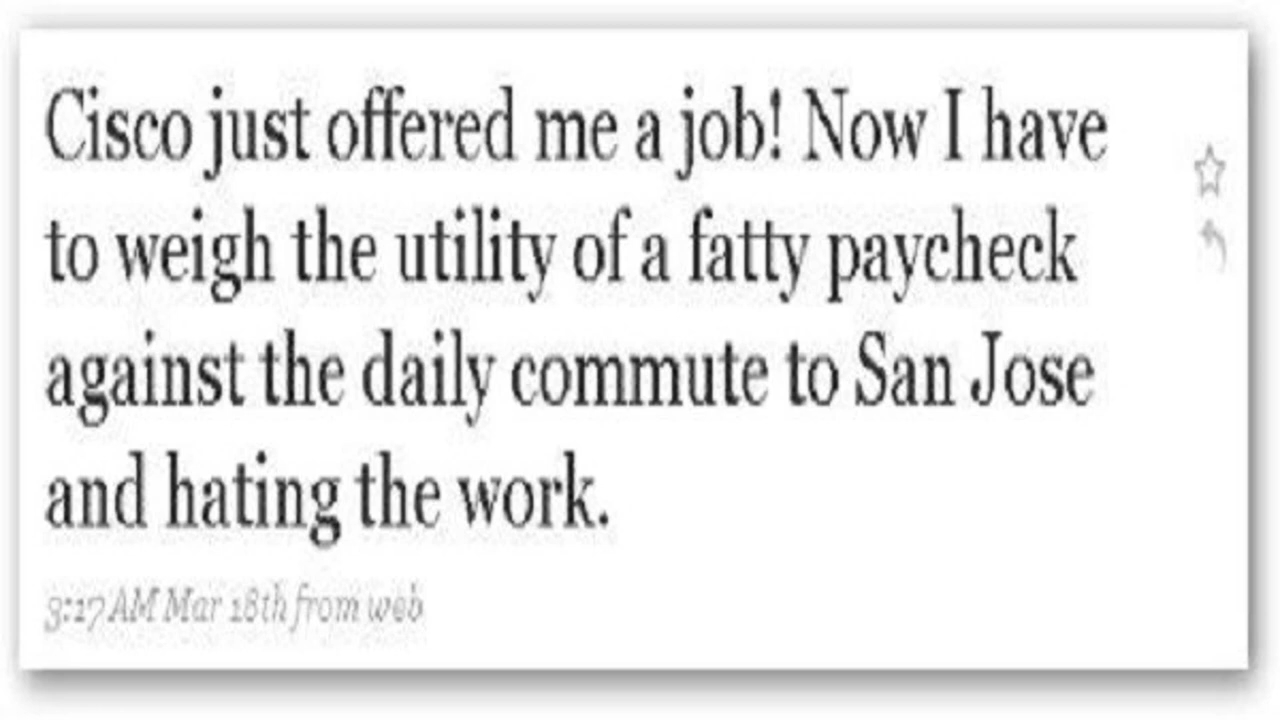 Cisco just offered me a job! Now I have
to weigh the utility of a fatty paycheck
against the daily commute to San Jose
and hating the work.
3:17 AM Mar 18th from web